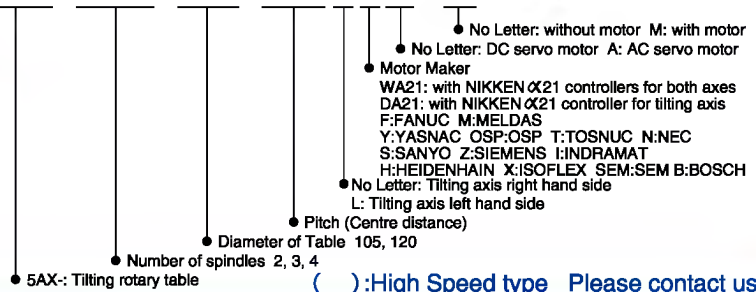 No Letter: without motor M: with motor
No Letter: DC servo motor A: AC servo motor
Motor Maker
WA21: with NIKKEN α21 controllers for both axes
DA21: with NIKKEN α21 controller for tilting axis
F:FANUC M:MELDAS
Y:YASNAC OSP:OSP T:TOSNUC N:NEC
S:SANYO Z:SIEMENS I:INDRAMAT
H:HEIDENHAIN X:ISOFLEX SEM:SEM B:BOSCH
No Letter: Tilting axis right hand side
L: Tilting axis left hand side
Pitch (Centre distance)
Diameter of Table 105, 120
Number of spindles 2, 3, 4
5AX-: Tilting rotary table
( ):High Speed type Please contact us